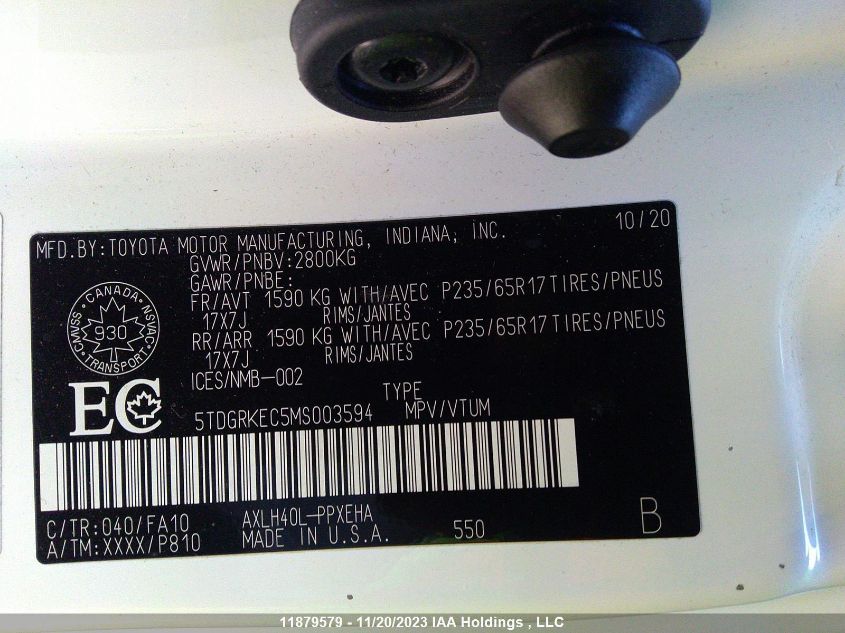 MFD.BY:TOYOTA MOTOR MANUFACTURING, INDIANA, INC. 10/20
GVWR/PNBV:2800KG
GAWR/PNBE:
FR/AVT 1590 KG WITH/AVEC P235/65R17 TIRES/PNEUS
17X7J RIMS/JANTES
RR/ARR 1590 KG WITH/AVEC P235/65R17 TIRES/PNEUS
17X7J RIMS/JANTES
ICES/NMB-002
CANADA
CMVSS 930 NSVAC
TRANSPORT
EC
TYPE
5TDGRKEC5MS003594 MPV/VTUM
C/TR:040/FA10 AXLH40L-PPXEHA
A/TM:XXXX/P810 MADE IN U.S.A. 550 B
11879579 - 11/20/2023 IAA Holdings , LLC